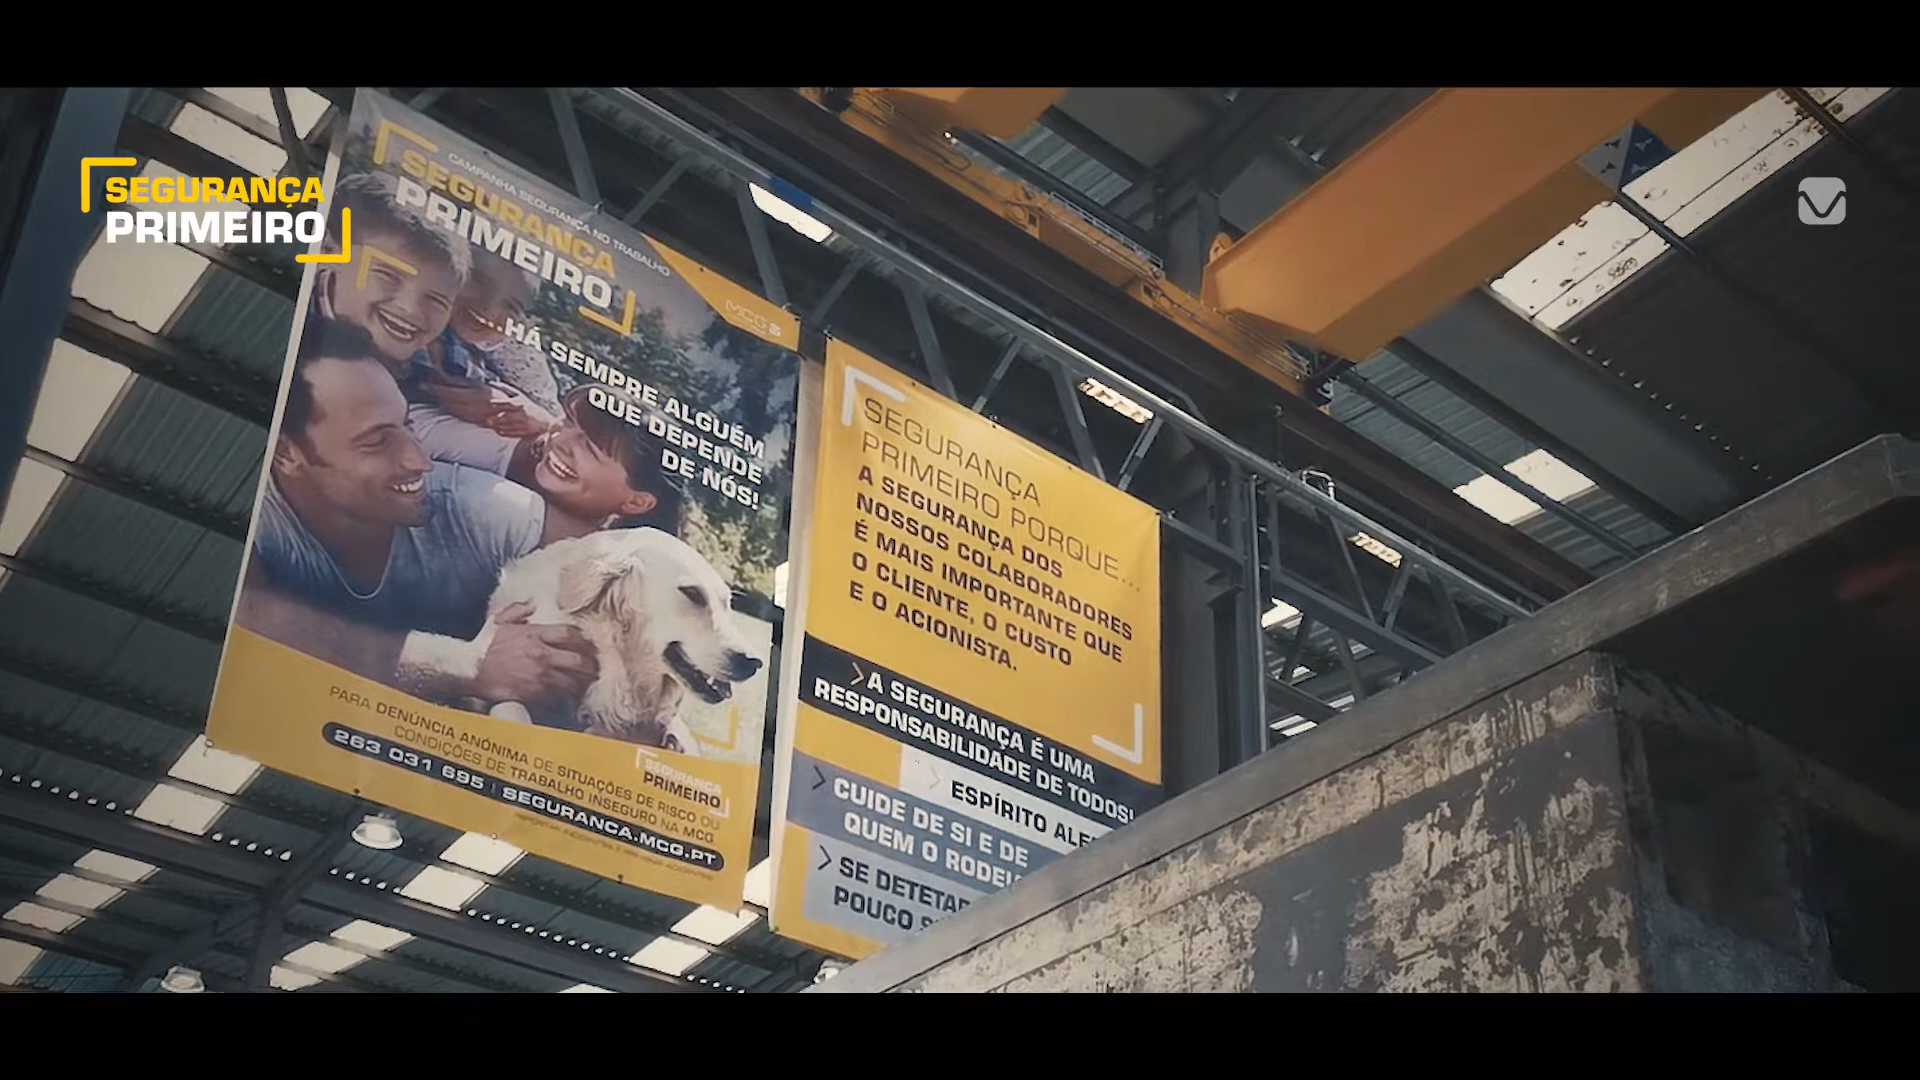 SEGURANÇA
PRIMEIRO
CAMPANHA SEGURANÇA NO TRABALHO
SEGURANÇA
PRIMEIRO
MCG
...HÁ SEMPRE ALGUÉM
QUE DEPENDE
DE NÓS!
PARA DENÚNCIA ANÓNIMA DE SITUAÇÕES DE RISCO OU
CONDIÇÕES DE TRABALHO INSEGURO NA MCG
263 031 695 | SEGURANCA.MCG.PT
SEGURANÇA
PRIMEIRO
SEGURANÇA
PRIMEIRO PORQUE...
A SEGURANÇA DOS
NOSSOS COLABORADORES
É MAIS IMPORTANTE QUE
O CLIENTE, O CUSTO
E O ACIONISTA.
A SEGURANÇA É UMA
RESPONSABILIDADE DE TODOS!
ESPÍRITO
CUIDE DE SI E DE
QUEM O
SE
POUCO